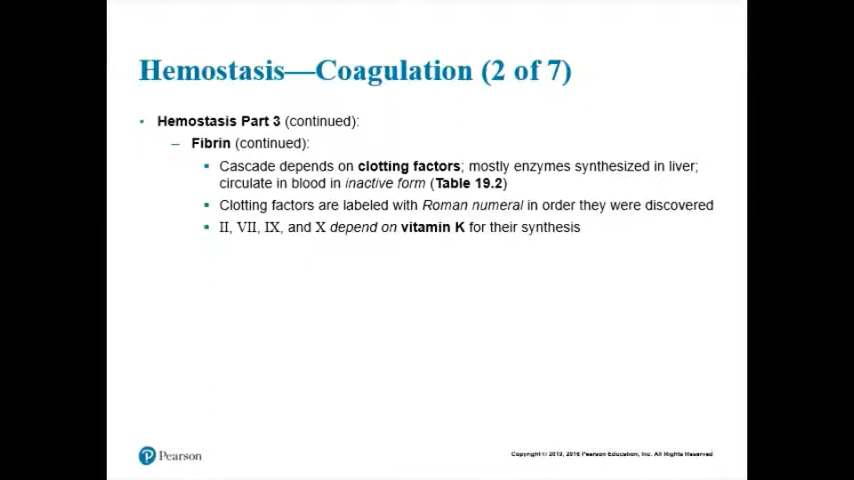 Hemostasis—Coagulation (2 of 7)
• Hemostasis Part 3 (continued):
– Fibrin (continued):
▪ Cascade depends on clotting factors; mostly enzymes synthesized in liver;
circulate in blood in inactive form (Table 19.2)
▪ Clotting factors are labeled with Roman numeral in order they were discovered
▪ II, VII, IX, and X depend on vitamin K for their synthesis
Pearson
Copyright © 2019, 2016 Pearson Education, Inc. All Rights Reserved